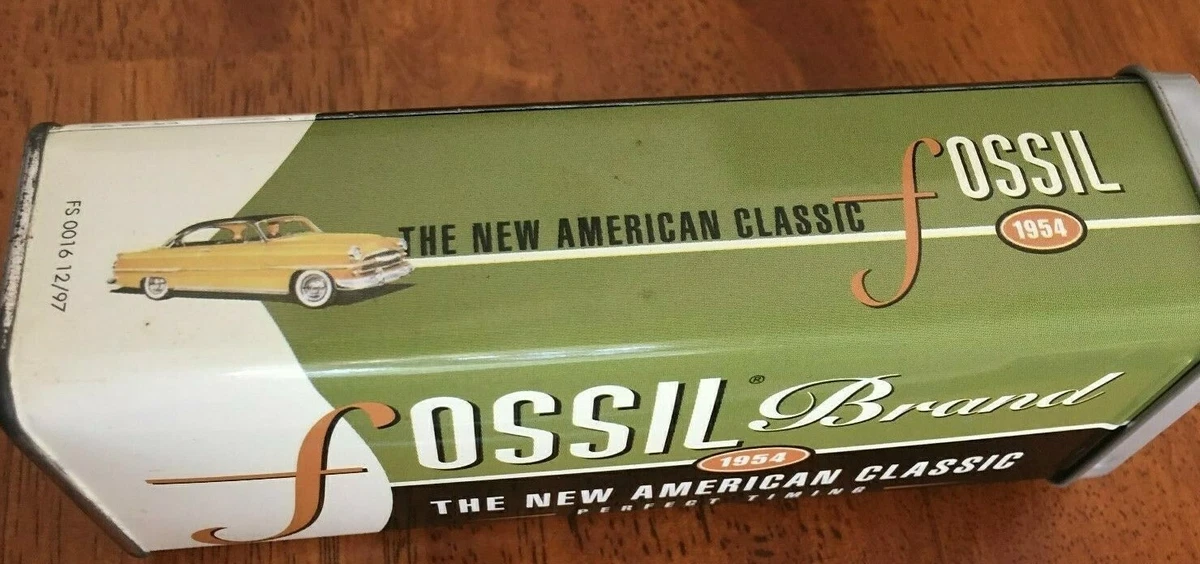 FS 0016 12/97
THE NEW AMERICAN CLASSIC
fOSSIL
1954
fOSSIL® Brand
1954
THE NEW AMERICAN CLASSIC
PERFECT TIMING